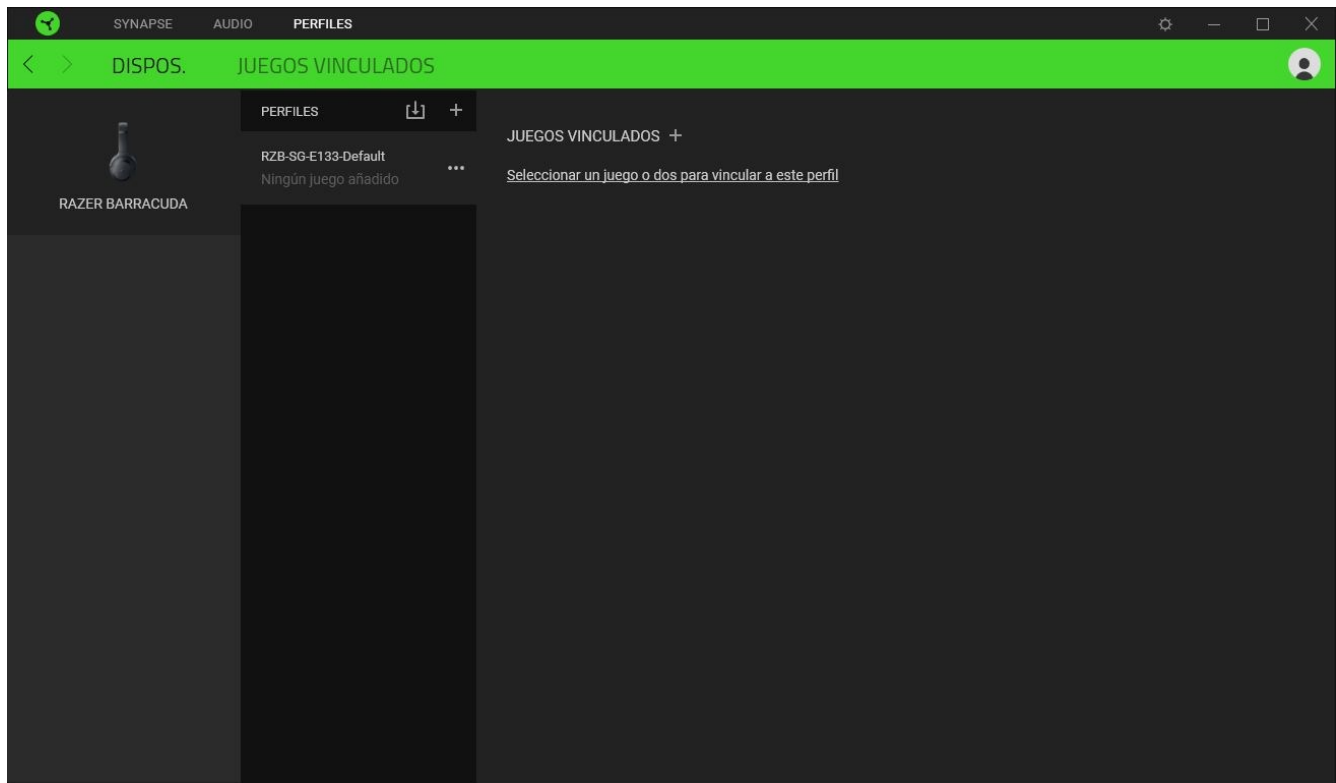 SYNAPSE AUDIO PERFILES
DISPOS. JUEGOS VINCULADOS
RAZER BARRACUDA
PERFILES
RZB-SG-E133-Default
Ningún juego añadido
JUEGOS VINCULADOS +
Seleccionar un juego o dos para vincular a este perfil